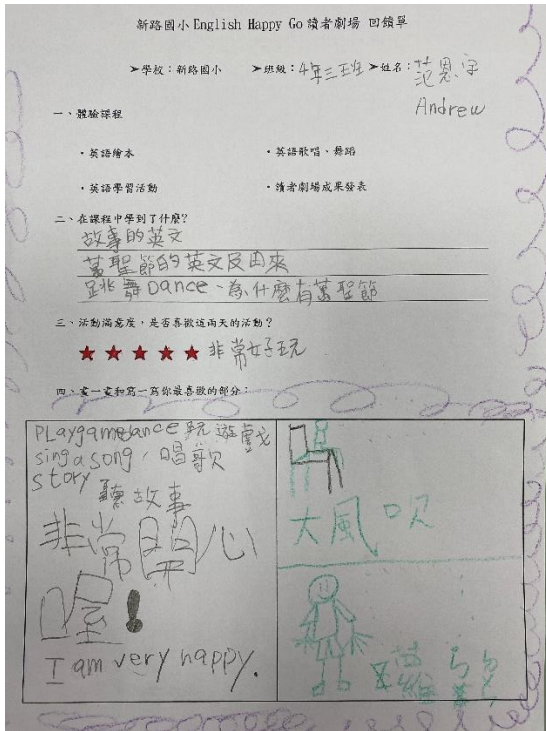 新路國小 English Happy Go 讀者劇場 回饋單
➤學校：新路國小 ➤班級：4年三班 ➤姓名：范恩宇
Andrew
一、體驗課程
・英語繪本 ・英語歌唱、舞蹈
・英語學習活動 ・讀者劇場成果發表
二、在課程中學到了什麼?
故事的英文
萬聖節的英文及由來
跳舞Dance、為什麼有萬聖節
三、活動滿意度，是否喜歡這兩天的活動?
★★★★★ 非常好玩
四、畫一畫和寫一寫你最喜歡的部分：
Playgamedance 玩遊戲
sing a song，唱歌
story 聽故事
非常開心
喔!
I am very happy.
大風吹